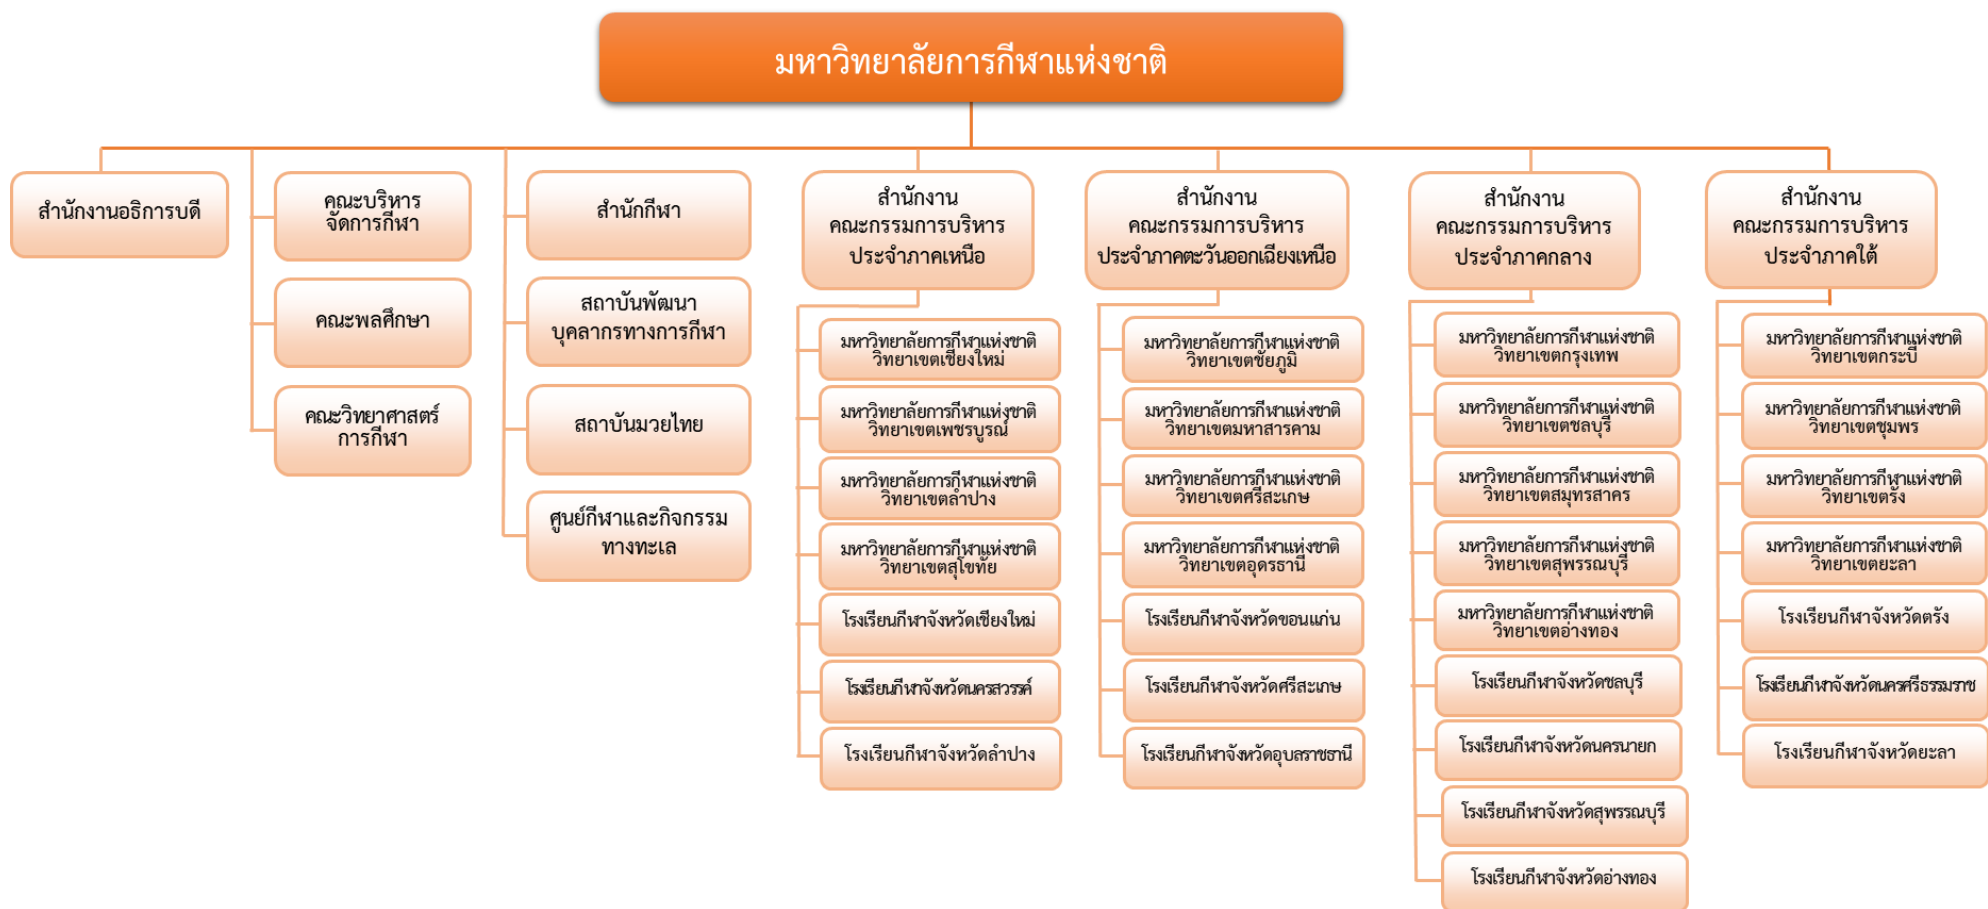 มหาวิทยาลัยการกีฬาแห่งชาติ
สำนักงานอธิการบดี
คณะบริหาร
จัดการกีฬา
คณะพลศึกษา
คณะวิทยาศาสตร์
การกีฬา
สำนักกีฬา
สถาบันพัฒนา
บุคลากรทางการกีฬา
สถาบันมวยไทย
ศูนย์กีฬาและกิจกรรม
ทางทะเล
สำนักงาน
คณะกรรมการบริหาร
ประจำภาคเหนือ
มหาวิทยาลัยการกีฬาแห่งชาติ
วิทยาเขตเชียงใหม่
มหาวิทยาลัยการกีฬาแห่งชาติ
วิทยาเขตเพชรบูรณ์
มหาวิทยาลัยการกีฬาแห่งชาติ
วิทยาเขตลำปาง
มหาวิทยาลัยการกีฬาแห่งชาติ
วิทยาเขตสุโขทัย
โรงเรียนกีฬาจังหวัดเชียงใหม่
โรงเรียนกีฬาจังหวัดนครสวรรค์
โรงเรียนกีฬาจังหวัดลำปาง
สำนักงาน
คณะกรรมการบริหาร
ประจำภาคตะวันออกเฉียงเหนือ
มหาวิทยาลัยการกีฬาแห่งชาติ
วิทยาเขตชัยภูมิ
มหาวิทยาลัยการกีฬาแห่งชาติ
วิทยาเขตมหาสารคาม
มหาวิทยาลัยการกีฬาแห่งชาติ
วิทยาเขตศรีสะเกษ
มหาวิทยาลัยการกีฬาแห่งชาติ
วิทยาเขตอุดรธานี
โรงเรียนกีฬาจังหวัดขอนแก่น
โรงเรียนกีฬาจังหวัดศรีสะเกษ
โรงเรียนกีฬาจังหวัดอุบลราชธานี
สำนักงาน
คณะกรรมการบริหาร
ประจำภาคกลาง
มหาวิทยาลัยการกีฬาแห่งชาติ
วิทยาเขตกรุงเทพ
มหาวิทยาลัยการกีฬาแห่งชาติ
วิทยาเขตชลบุรี
มหาวิทยาลัยการกีฬาแห่งชาติ
วิทยาเขตสมุทรสาคร
มหาวิทยาลัยการกีฬาแห่งชาติ
วิทยาเขตสุพรรณบุรี
มหาวิทยาลัยการกีฬาแห่งชาติ
วิทยาเขตอ่างทอง
โรงเรียนกีฬาจังหวัดชลบุรี
โรงเรียนกีฬาจังหวัดนครนายก
โรงเรียนกีฬาจังหวัดสุพรรณบุรี
โรงเรียนกีฬาจังหวัดอ่างทอง
สำนักงาน
คณะกรรมการบริหาร
ประจำภาคใต้
มหาวิทยาลัยการกีฬาแห่งชาติ
วิทยาเขตกระบี่
มหาวิทยาลัยการกีฬาแห่งชาติ
วิทยาเขตชุมพร
มหาวิทยาลัยการกีฬาแห่งชาติ
วิทยาเขตรัง
มหาวิทยาลัยการกีฬาแห่งชาติ
วิทยาเขตยะลา
โรงเรียนกีฬาจังหวัดตรัง
โรงเรียนกีฬาจังหวัดนครศรีธรรมราช
โรงเรียนกีฬาจังหวัดยะลา